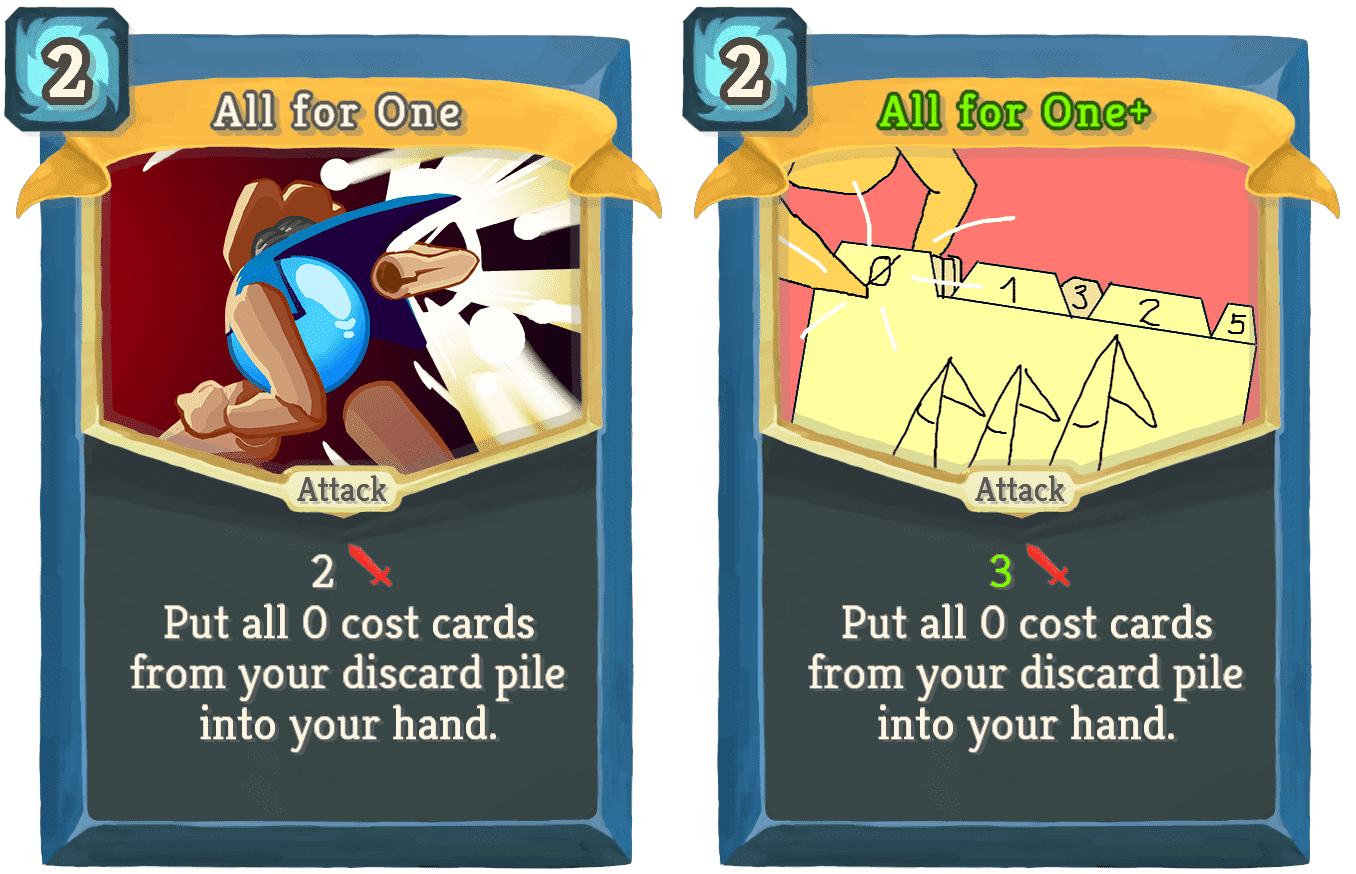 2
All for One
Attack
2
Put all 0 cost cards
from your discard pile
into your hand.
2
All for One+
0
1
3
2
5
Attack
3
Put all 0 cost cards
from your discard pile
into your hand.